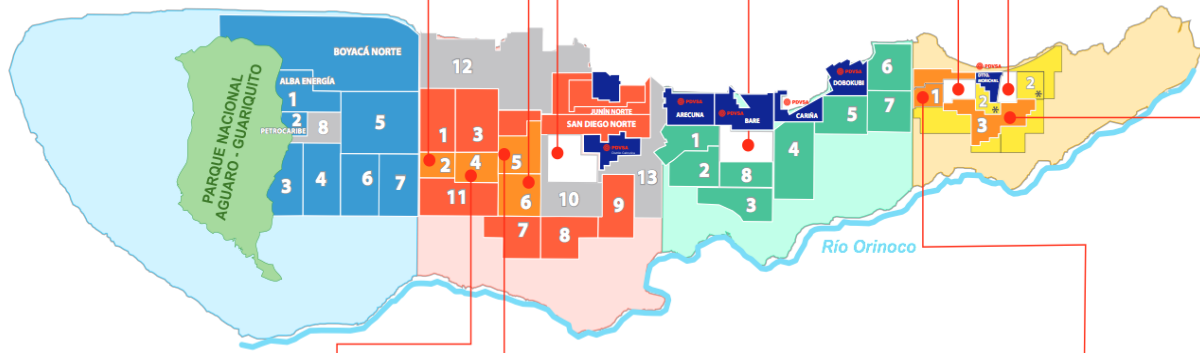 BOYACÁ NORTE
PARQUE NACIONAL
AGUARO - GUARIQUITO
ALBA ENERGÍA
1
2
PETROCARIBE
8
5
3
4
6
7
12
1
3
2
4
11
5
6
7
8
9
10
13
JUNÍN NORTE
SAN DIEGO NORTE
PDVSA
PDVSA
ARECUNA
PDVSA
BARE
PDVSA
CARIÑA
PDVSA
DOBOKUBI
1
2
8
3
4
5
6
7
PDVSA
DTTO.
MORICHAL
1
2
*
2
*
3
Río Orinoco